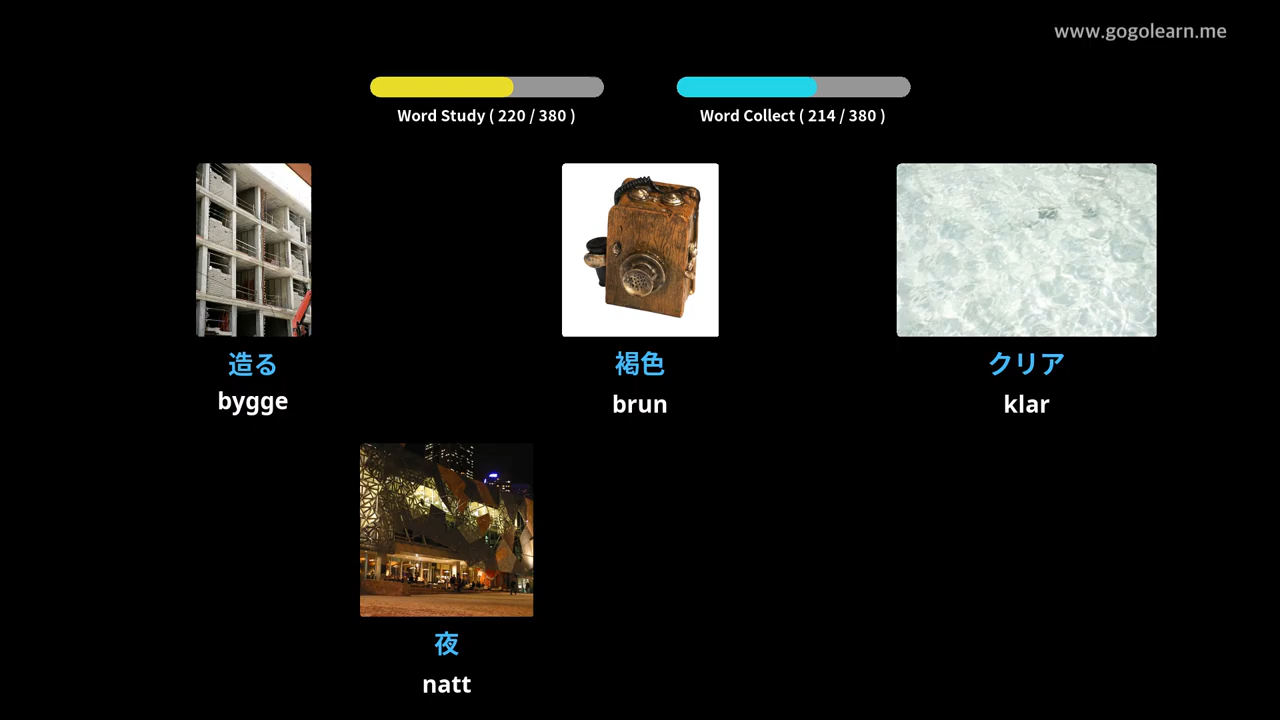 www.gogolearn.me
Word Study ( 220 / 380 )
Word Collect ( 214 / 380 )
造る
bygge
褐色
brun
クリア
klar
夜
natt